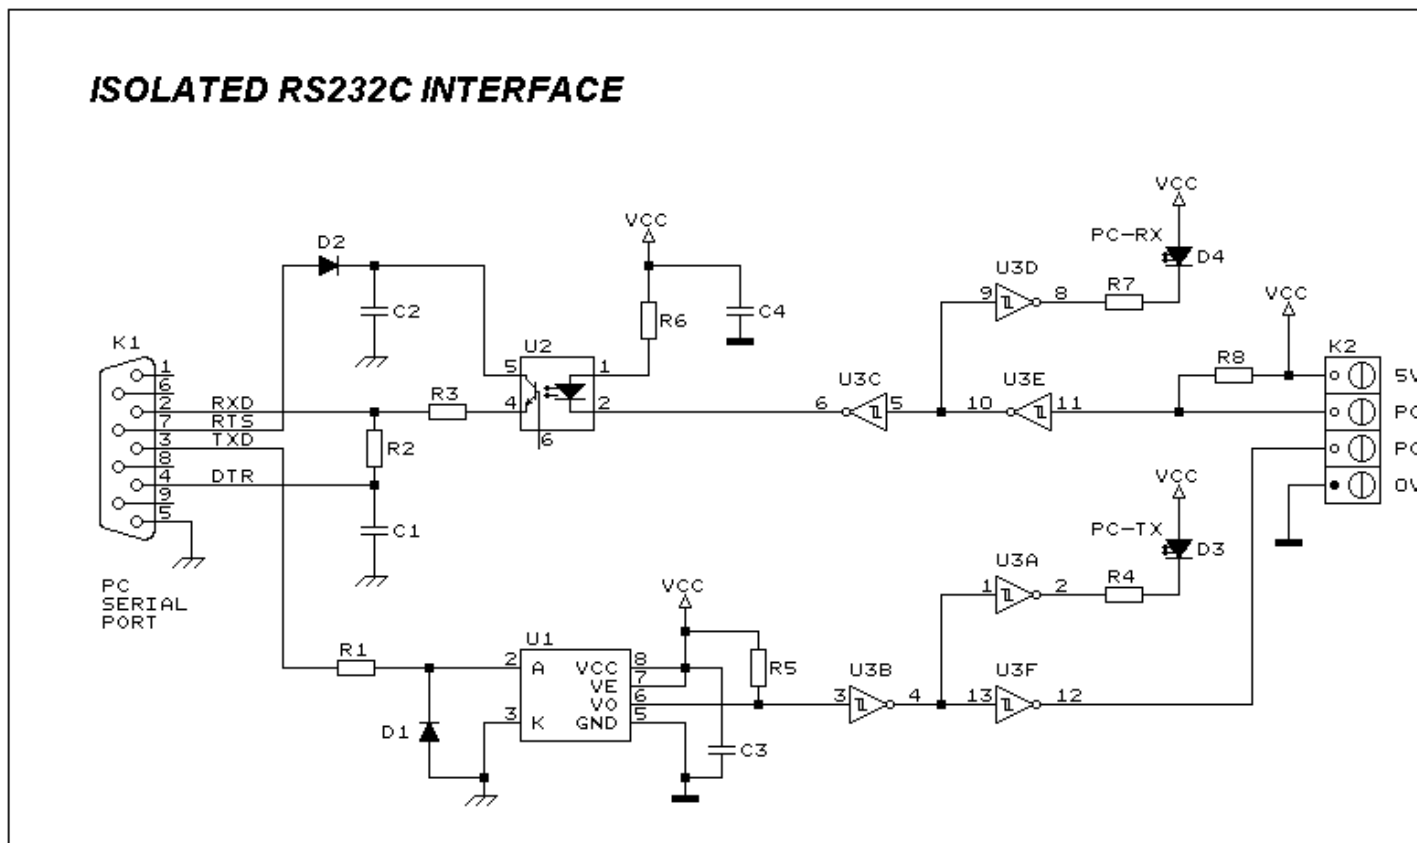 ISOLATED RS232C INTERFACE
VCC
PC-RX
D4
U3D
9
8
R7
VCC
D2
VCC
C2
R6
C4
K1
U2
5
1
4
2
6
R3
U3C
6
5
U3E
10
11
R8
K2
5V
PC
PC
0V
1
6
2
7
3
8
4
9
5
RXD
RTS
TXD
DTR
R2
C1
VCC
PC-TX
D3
U3A
1
2
R4
PC
SERIAL
PORT
VCC
R1
U1
2
A
VCC
8
VE
7
VO
6
3
K
GND
5
R5
U3B
3
4
U3F
13
12
D1
C3